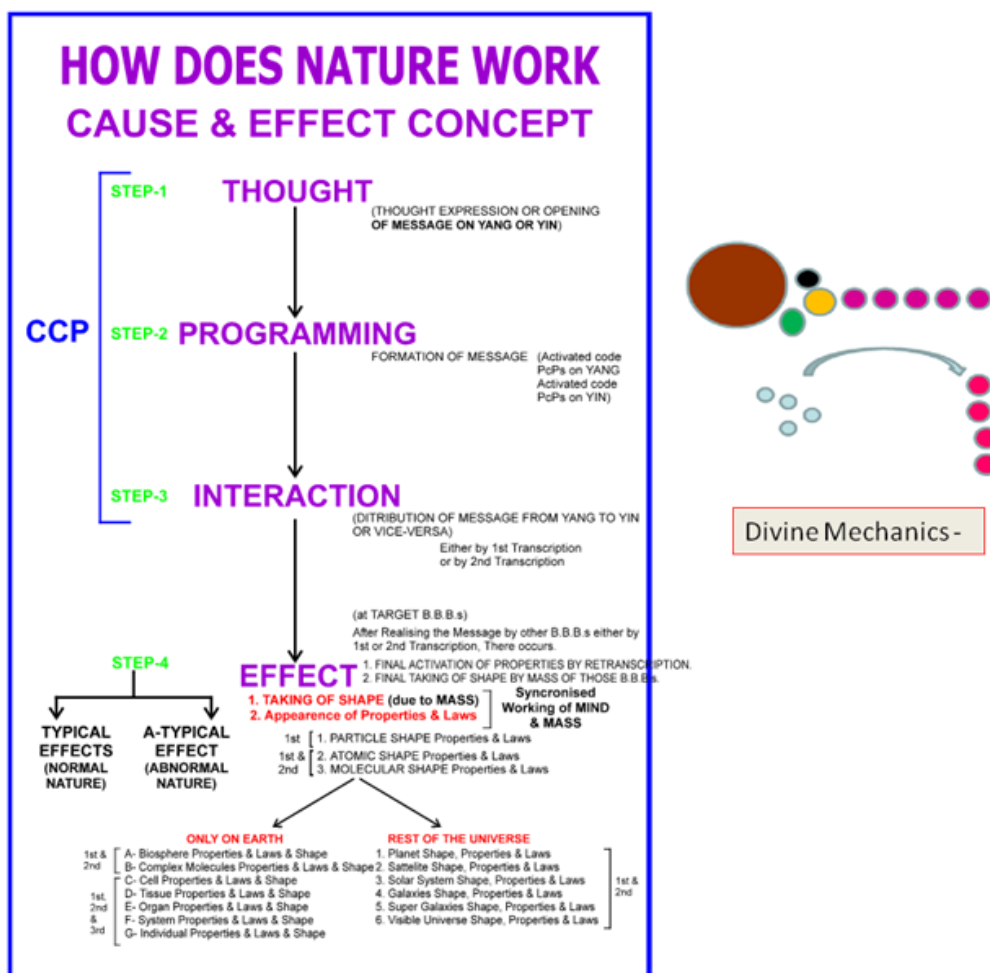 HOW DOES NATURE WORK
CAUSE & EFFECT CONCEPT
STEP-1
THOUGHT
(THOUGHT EXPRESSION OR OPENING
OF MESSAGE ON YANG OR YIN)
CCP
STEP-2
PROGRAMMING
FORMATION OF MESSAGE (Activated code
PcPs on YANG
Activated code
PcPs on YIN)
STEP-3
INTERACTION
(DITRIBUTION OF MESSAGE FROM YANG TO YIN
OR VICE-VERSA)
Either by 1st Transcription
or by 2nd Transcription
Divine Mechanics -
(at TARGET B.B.B.s)
After Realising the Message by other B.B.B.s either by
1st or 2nd Transcription, There occurs.
STEP-4
EFFECT
1. FINAL ACTIVATION OF PROPERTIES BY RETRANSCRIPTION.
2. FINAL TAKING OF SHAPE BY MASS OF THOSE B.B.B.s.
1. TAKING OF SHAPE (due to MASS)
2. Appearence of Properties & Laws
Syncronised
Working of MIND
& MASS
TYPICAL
EFFECTS
(NORMAL
NATURE)
A-TYPICAL
EFFECT
(ABNORMAL
NATURE)
1st
1. PARTICLE SHAPE Properties & Laws
1st &
2nd
2. ATOMIC SHAPE Properties & Laws
3. MOLECULAR SHAPE Properties & Laws
ONLY ON EARTH
1st &
2nd
A- Biosphere Properties & Laws & Shape
B- Complex Molecules Properties & Laws & Shape
1st,
2nd
&
3rd
C- Cell Properties & Laws & Shape
D- Tissue Properties & Laws & Shape
E- Organ Properties & Laws & Shape
F- System Properties & Laws & Shape
G- Individual Properties & Laws & Shape
REST OF THE UNIVERSE
1. Planet Shape, Properties & Laws
2. Sattelite Shape, Properties & Laws
3. Solar System Shape, Properties & Laws
4. Galaxies Shape, Properties & Laws
5. Super Galaxies Shape, Properties & Laws
6. Visible Universe Shape, Properties & Laws
1st &
2nd